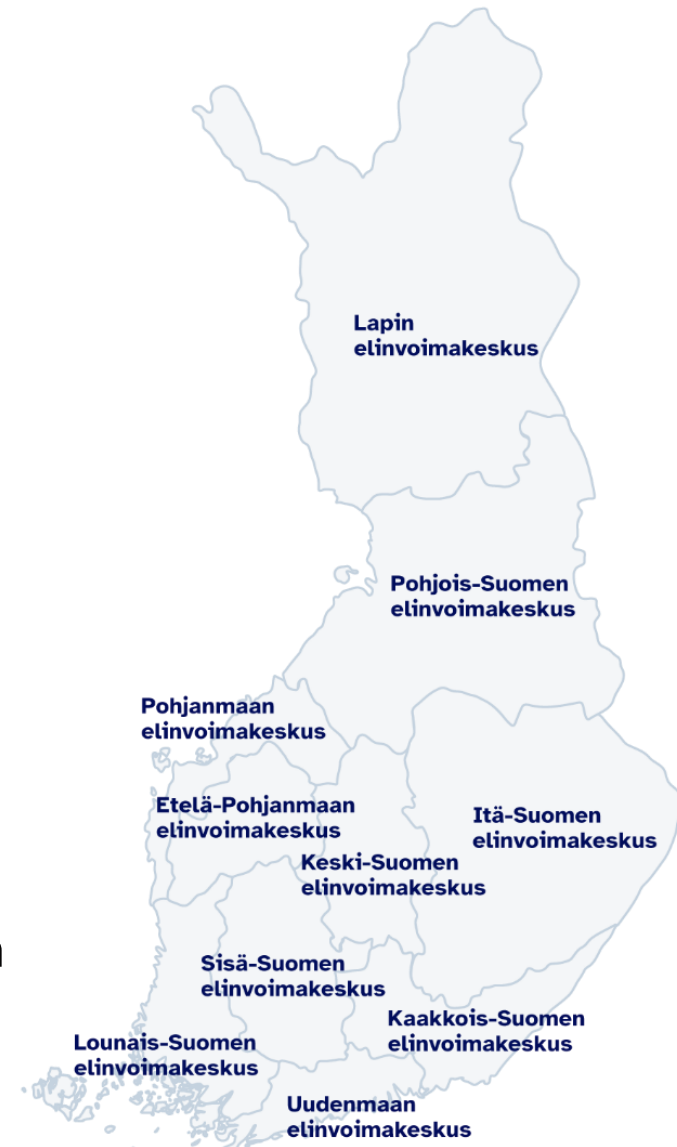 Lapin
elinvoimakeskus
Pohjois-Suomen
elinvoimakeskus
Pohjanmaan
elinvoimakeskus
Etelä-Pohjanmaan
elinvoimakeskus
Itä-Suomen
elinvoimakeskus
Keski-Suomen
elinvoimakeskus
Sisä-Suomen
elinvoimakeskus
Kaakkois-Suomen
elinvoimakeskus
Lounais-Suomen
elinvoimakeskus
Uudenmaan
elinvoimakeskus